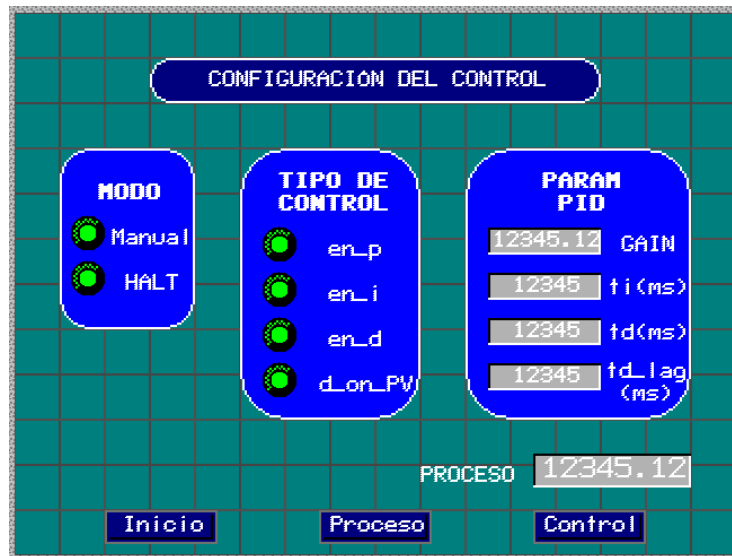 CONFIGURACION DEL CONTROL
MODO
Manual
HALT
TIPO DE
CONTROL
en_p
en_i
en_d
d_on_PV
PARAM
PID
12345.12 GAIN
12345 ti(ms)
12345 td(ms)
12345 td_lag
(ms)
PROCESO 12345.12
Inicio Proceso Control